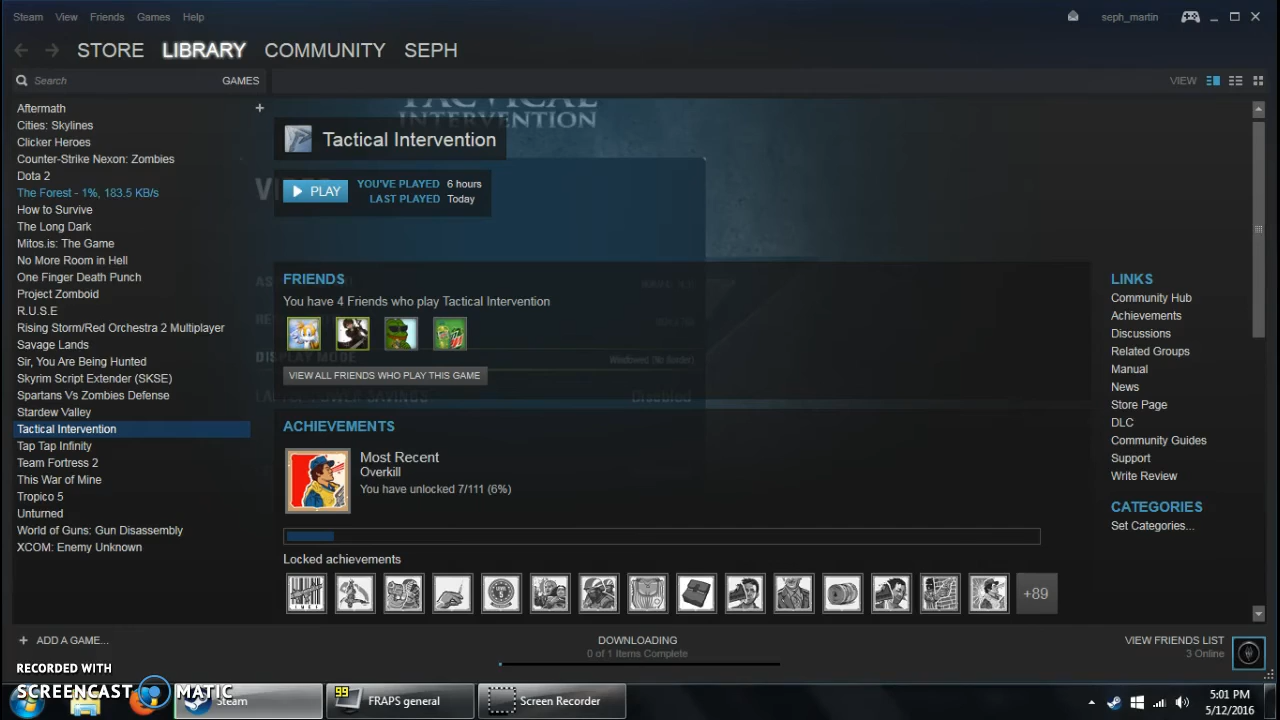 Steam View Friends Games Help
seph_martin
STORE LIBRARY COMMUNITY SEPH
Search GAMES
VIEW
Aftermath
Cities: Skylines
Clicker Heroes
Counter-Strike Nexon: Zombies
Dota 2
The Forest - 1%, 183.5 KB/s
How to Survive
The Long Dark
Mitos.is: The Game
No More Room in Hell
One Finger Death Punch
Project Zomboid
R.U.S.E
Rising Storm/Red Orchestra 2 Multiplayer
Savage Lands
Sir, You Are Being Hunted
Skyrim Script Extender (SKSE)
Spartans Vs Zombies Defense
Stardew Valley
Tactical Intervention
Tap Tap Infinity
Team Fortress 2
This War of Mine
Tropico 5
Unturned
World of Guns: Gun Disassembly
XCOM: Enemy Unknown
TACTICAL
INTERVENTION
Tactical Intervention
PLAY
YOU'VE PLAYED 6 hours
LAST PLAYED Today
FRIENDS
You have 4 Friends who play Tactical Intervention
DISPLAY MODE
Windowed (No Border)
VIEW ALL FRIENDS WHO PLAY THIS GAME
Disabled
ACHIEVEMENTS
Most Recent
Overkill
You have unlocked 7/111 (6%)
Locked achievements
+89
LINKS
Community Hub
Achievements
Discussions
Related Groups
Manual
News
Store Page
DLC
Community Guides
Support
Write Review
CATEGORIES
Set Categories...
+ ADD A GAME...
DOWNLOADING
0 of 1 Items Complete
VIEW FRIENDS LIST
3 Online
RECORDED WITH
SCREENCAST MATIC
Steam
99
FRAPS general
Screen Recorder
5:01 PM
5/12/2016